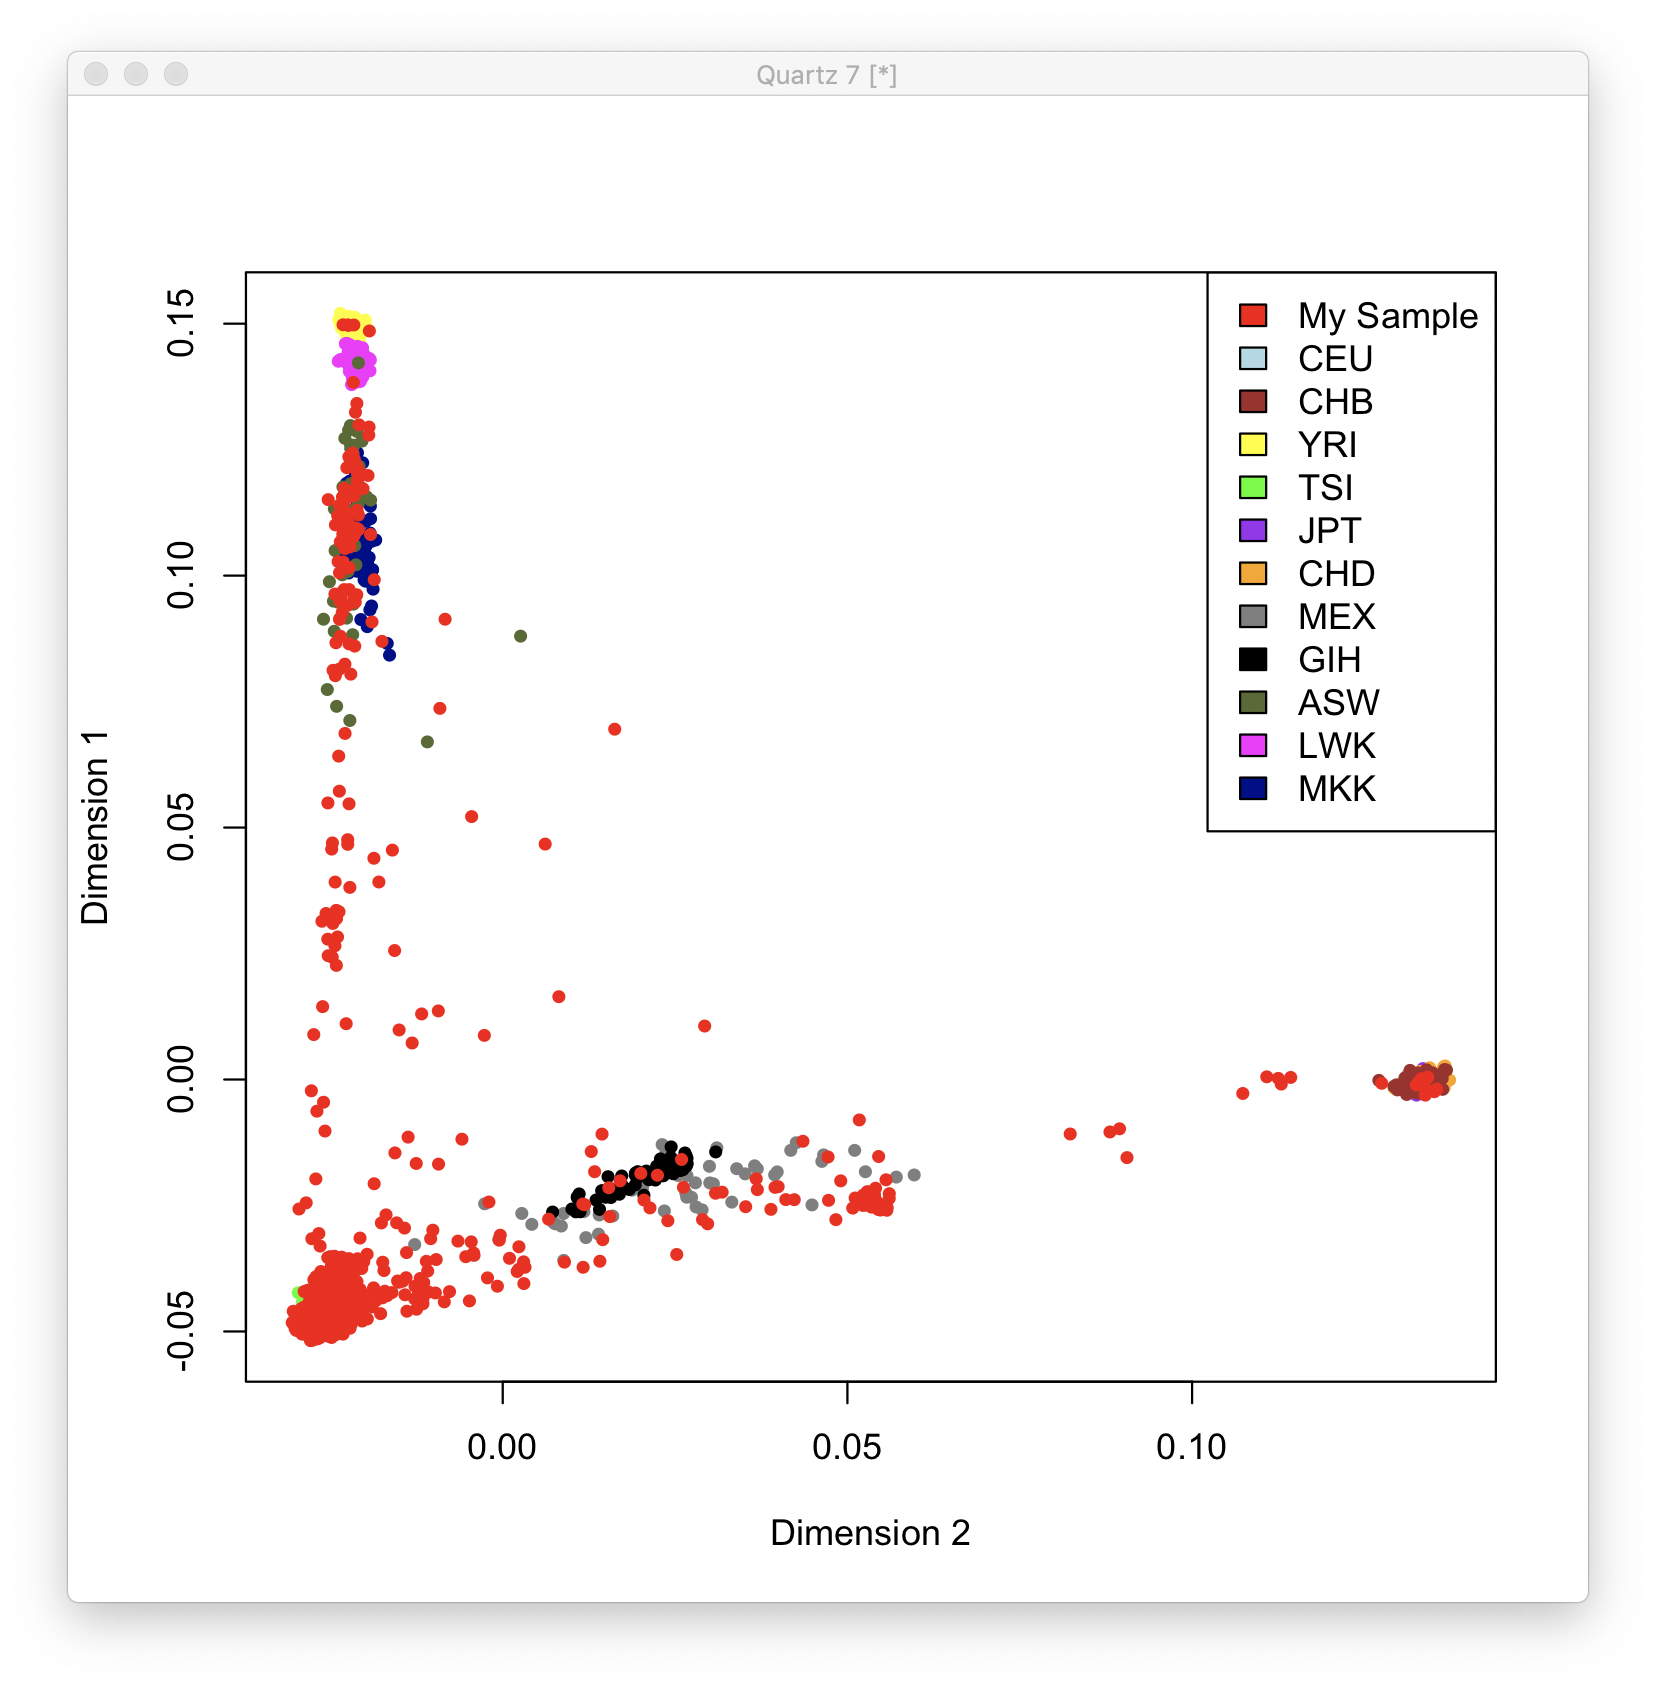 Quartz 7 [*]
My Sample
CEU
CHB
YRI
TSI
JPT
CHD
MEX
GIH
ASW
LWK
MKK
0.15
0.10
0.05
0.00
-0.05
Dimension 1
0.00 0.05 0.10
Dimension 2